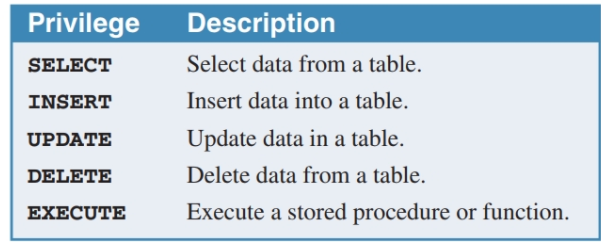 Privilege Description
SELECT Select data from a table.
INSERT Insert data into a table.
UPDATE Update data in a table.
DELETE Delete data from a table.
EXECUTE Execute a stored procedure or function.